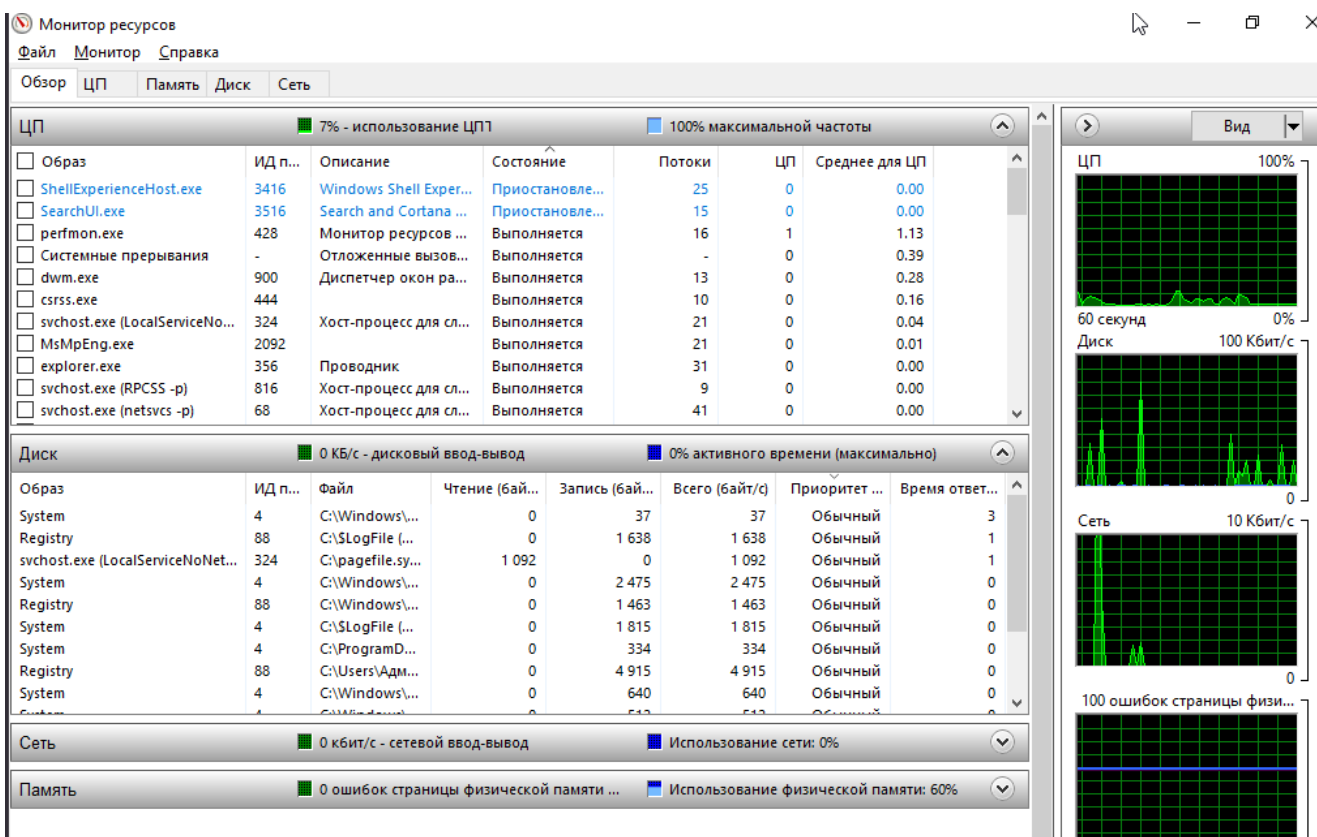 Монитор ресурсов
Файл Монитор Справка
Обзор ЦП Память Диск Сеть
ЦП 7% - использование ЦП 100% максимальной частоты
Образ ИД п... Описание Состояние Потоки ЦП Среднее для ЦП
ShellExperienceHost.exe 3416 Windows Shell Exper... Приостановле... 25 0 0.00
SearchUI.exe 3516 Search and Cortana ... Приостановле... 15 0 0.00
perfmon.exe 428 Монитор ресурсов ... Выполняется 16 1 1.13
Системные прерывания - Отложенные вызов... Выполняется - 0 0.39
dwm.exe 900 Диспетчер окон ра... Выполняется 13 0 0.28
csrss.exe 444 Выполняется 10 0 0.16
svchost.exe (LocalServiceNo... 324 Хост-процесс для сл... Выполняется 21 0 0.04
MsMpEng.exe 2092 Выполняется 21 0 0.01
explorer.exe 356 Проводник Выполняется 31 0 0.00
svchost.exe (RPCSS -p) 816 Хост-процесс для сл... Выполняется 9 0 0.00
svchost.exe (netsvcs -p) 68 Хост-процесс для сл... Выполняется 41 0 0.00
Диск 0 КБ/с - дисковый ввод-вывод 0% активного времени (максимально)
Образ ИД п... Файл Чтение (бай... Запись (бай... Всего (байт/с) Приоритет ... Время ответ...
System 4 C:\Windows\... 0 37 37 Обычный 3
Registry 88 C:\$LogFile (... 0 1 638 1 638 Обычный 1
svchost.exe (LocalServiceNoNet... 324 C:\pagefile.sy... 1 092 0 1 092 Обычный 1
System 4 C:\Windows\... 0 2 475 2 475 Обычный 0
Registry 88 C:\Windows\... 0 1 463 1 463 Обычный 0
System 4 C:\$LogFile (... 0 1 815 1 815 Обычный 0
System 4 C:\ProgramD... 0 334 334 Обычный 0
Registry 88 C:\Users\Адм... 0 4 915 4 915 Обычный 0
System 4 C:\Windows\... 0 640 640 Обычный 0
Сеть 0 кбит/с - сетевой ввод-вывод Использование сети: 0%
Память 0 ошибок страницы физической памяти ... Использование физической памяти: 60%
Вид
ЦП 100%
60 секунд 0%
Диск 100 Кбит/с
0
Сеть 10 Кбит/с
0
100 ошибок страницы физи...